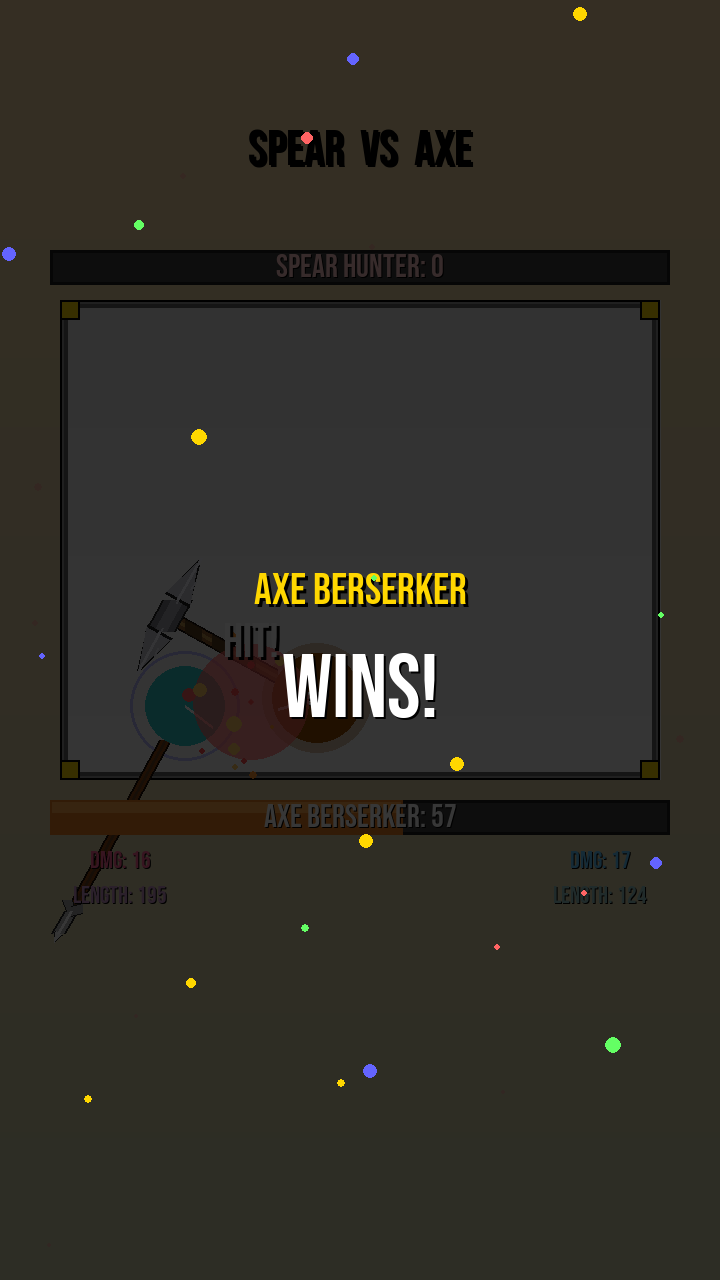 SPEAR VS AXE
SPEAR HUNTER: 0
AXE BERSERKER
HIT!
WINS!
AXE BERSERKER: 57
DMG: 16
DMG: 17
LENGTH: 195
LENGTH: 124